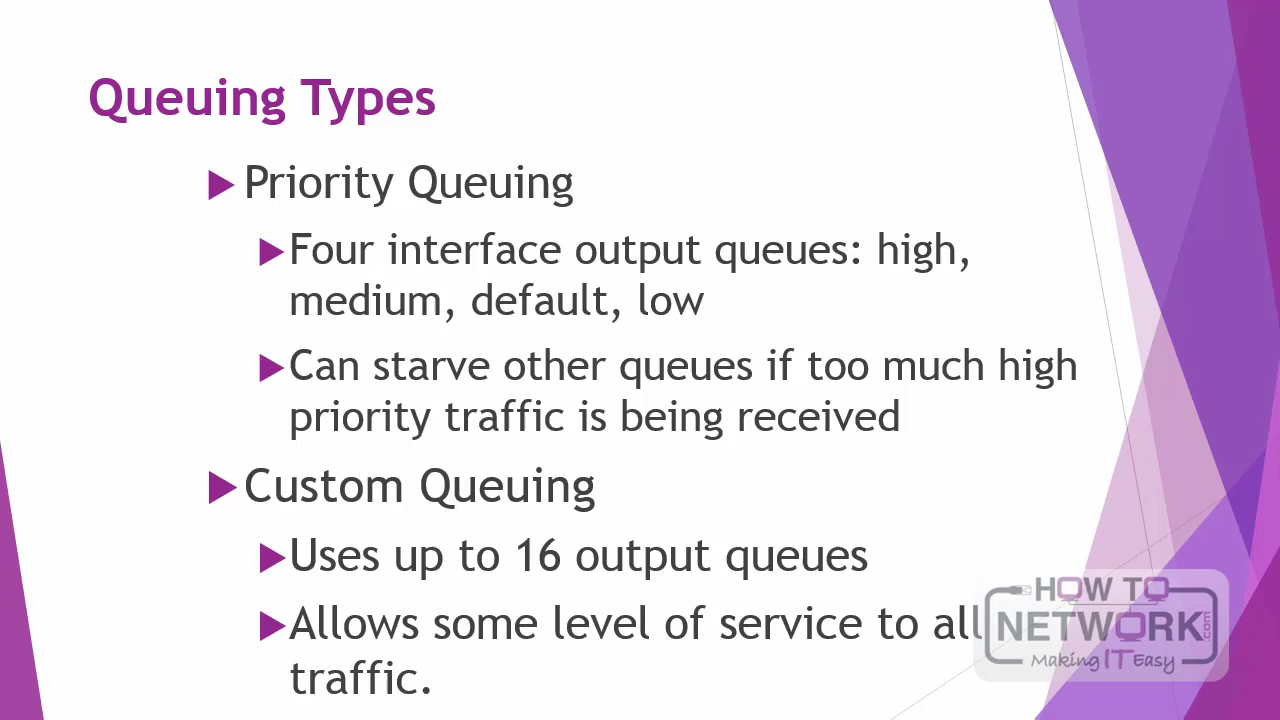 Queuing Types
Priority Queuing
Four interface output queues: high,
medium, default, low
Can starve other queues if too much high
priority traffic is being received
Custom Queuing
Uses up to 16 output queues
Allows some level of service to all
traffic.
HOW TO
NETWORK.com
Making IT Easy